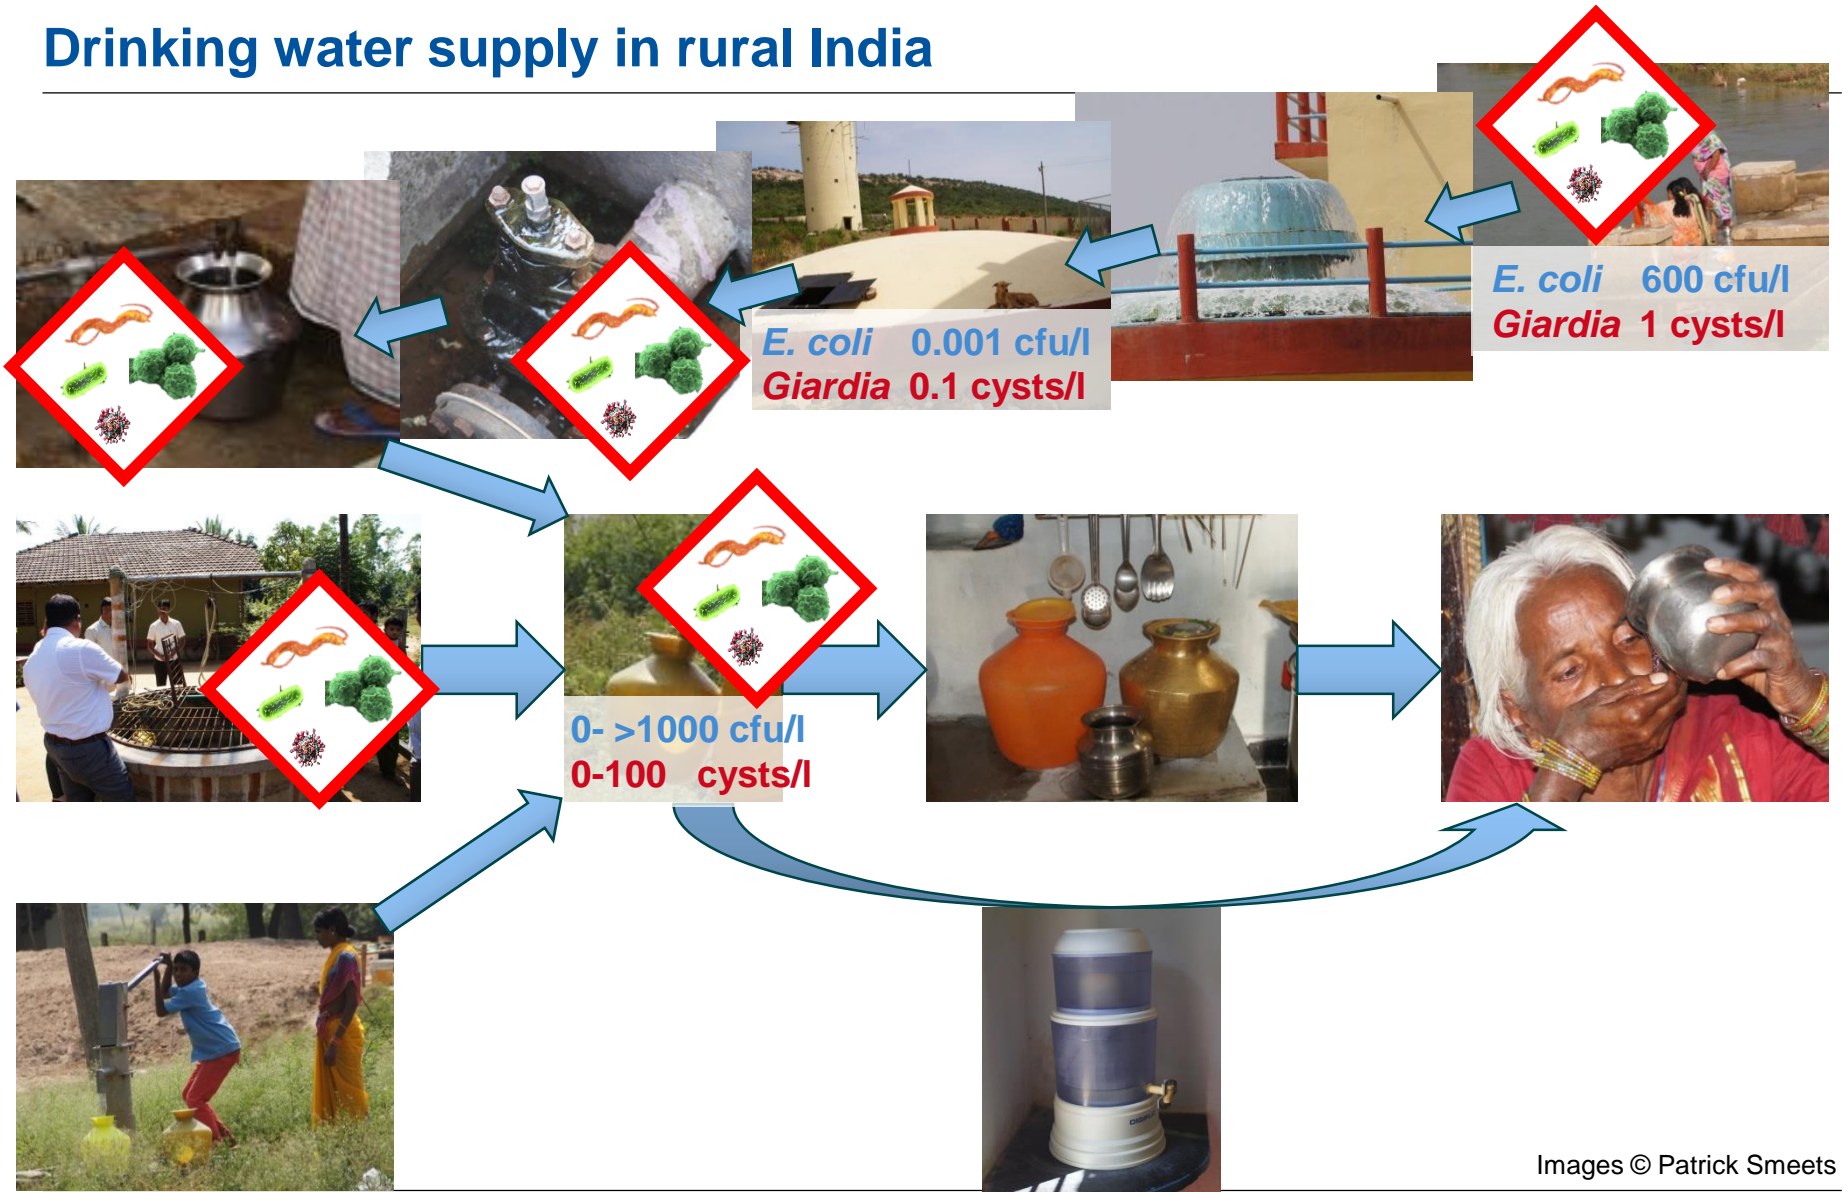 Drinking water supply in rural India
E. coli 600 cfu/l
Giardia 1 cysts/l
E. coli 0.001 cfu/l
Giardia 0.1 cysts/l
0- >1000 cfu/l
0-100 cysts/l
Images © Patrick Smeets